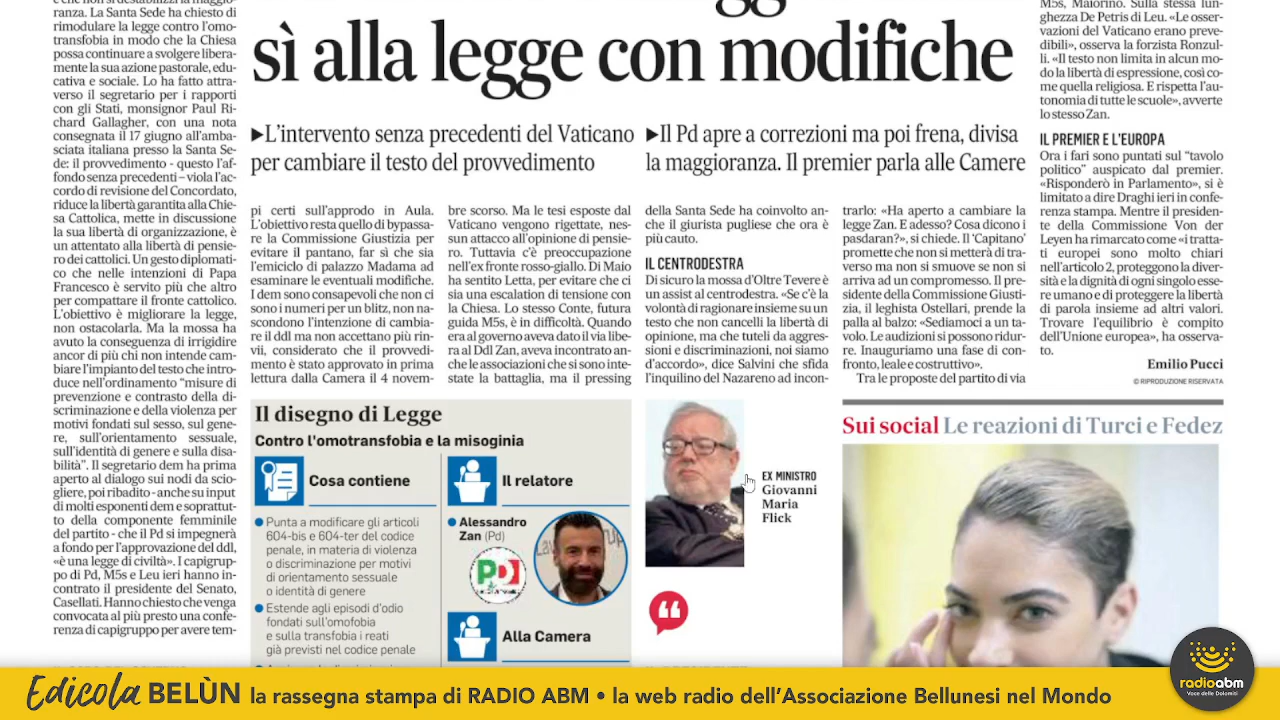 sì alla legge con modifiche
▶L'intervento senza precedenti del Vaticano
per cambiare il testo del provvedimento
▶Il Pd apre a correzioni ma poi frena, divisa
la maggioranza. Il premier parla alle Camere
ranza. La Santa Sede ha chiesto di
rimodulare la legge contro l'omo-
transfobia in modo che la Chiesa
possa continuare a svolgere libera-
mente la sua azione pastorale, edu-
cativa e sociale. Lo ha fatto attra-
verso il segretario per i rapporti
con gli Stati, monsignor Paul Ri-
chard Gallagher, con una nota
consegnata il 17 giugno all'amba-
sciata italiana presso la Santa Se-
de: il provvedimento - questo l'af-
fondo senza precedenti – viola l'ac-
cordo di revisione del Concordato,
riduce la libertà garantita alla Chie-
sa Cattolica, mette in discussione
la sua libertà di organizzazione, è
un attentato alla libertà di pensie-
ro dei cattolici. Un gesto diplomati-
co che nelle intenzioni di Papa
Francesco è servito più che altro
per compattare il fronte cattolico.
L'obiettivo è migliorare la legge,
non ostacolarla. Ma la mossa ha
avuto la conseguenza di irrigidire
ancor di più chi non intende cam-
biare l'impianto del testo che intro-
duce nell'ordinamento “misure di
prevenzione e contrasto della di-
scriminazione e della violenza per
motivi fondati sul sesso, sul gene-
re, sull'orientamento sessuale,
sull'identità di genere e sulla disa-
bilità”. Il segretario dem ha prima
aperto al dialogo sui nodi da scio-
gliere, poi ribadito - anche su input
di molti esponenti dem e soprattut-
to della componente femminile
del partito - che il Pd si impegnerà
a fondo per l'approvazione del ddl,
«è una legge di civiltà». I capigrup-
po di Pd, M5s e Leu ieri hanno in-
contrato il presidente del Senato,
Casellati. Hanno chiesto che venga
convocata al più presto una confe-
renza di capigruppo per avere tem-
pi certi sull'approdo in Aula.
L'obiettivo resta quello di bypassa-
re la Commissione Giustizia per
evitare il pantano, far sì che sia
l'emiciclo di palazzo Madama ad
esaminare le eventuali modifiche.
I dem sono consapevoli che non ci
sono i numeri per un blitz, non na-
scondono l'intenzione di cambia-
re il ddl ma non accettano più rin-
vii, considerato che il provvedi-
mento è stato approvato in prima
lettura dalla Camera il 4 novem-
bre scorso. Ma le tesi esposte dal
Vaticano vengono rigettate, nes-
sun attacco all'opinione di pensie-
ro. Tuttavia c'è preoccupazione
nell'ex fronte rosso-giallo. Di Maio
ha sentito Letta, per evitare che ci
sia una escalation di tensione con
la Chiesa. Lo stesso Conte, futura
guida M5s, è in difficoltà. Quando
era al governo aveva dato il via libe-
ra al Ddl Zan, aveva incontrato an-
che le associazioni che si sono inte-
state la battaglia, ma il pressing
della Santa Sede ha coinvolto an-
che il giurista pugliese che ora è
più cauto.
IL CENTRODESTRA
Di sicuro la mossa d'Oltre Tevere è
un assist al centrodestra. «Se c'è la
volontà di ragionare insieme su un
testo che non cancelli la libertà di
opinione, ma che tuteli da aggres-
sioni e discriminazioni, noi siamo
d'accordo», dice Salvini che sfida
l'inquilino del Nazareno ad incon-
trarlo: «Ha aperto a cambiare la
legge Zan. E adesso? Cosa dicono i
pasdaran?», si chiede. Il 'Capitano'
promette che non si metterà di tra-
verso ma non si smuove se non si
arriva ad un compromesso. Il pre-
sidente della Commissione Giusti-
zia, il leghista Ostellari, prende la
palla al balzo: «Sediamoci a un ta-
volo. Le audizioni si possono ridur-
re. Inauguriamo una fase di con-
fronto, leale e costruttivo».
Tra le proposte del partito di via
M5s, Maiorino. Sulla stessa lun-
ghezza De Petris di Leu. «Le osser-
vazioni del Vaticano erano preve-
dibili», osserva la forzista Ronzul-
li. «Il testo non limita in alcun mo-
do la libertà di espressione, così co-
me quella religiosa. E rispetta l'au-
tonomia di tutte le scuole», avverte
lo stesso Zan.
IL PREMIER E L'EUROPA
Ora i fari sono puntati sul “tavolo
politico” auspicato dal premier.
«Risponderò in Parlamento», si è
limitato a dire Draghi ieri in confe-
renza stampa. Mentre il presiden-
te della Commissione Von der
Leyen ha rimarcato come «i tratta-
ti europei sono molto chiari
nell'articolo 2, proteggono la diver-
sità e la dignità di ogni singolo esse-
re umano e di proteggere la libertà
di parola insieme ad altri valori.
Trovare l'equilibrio è compito
dell'Unione europea», ha osserva-
to.
Emilio Pucci
© RIPRODUZIONE RISERVATA
Il disegno di Legge
Contro l'omotransfobia e la misoginia
Cosa contiene
● Punta a modificare gli articoli
604-bis e 604-ter del codice
penale, in materia di violenza
o discriminazione per motivi
di orientamento sessuale
o identità di genere
● Estende agli episodi d'odio
fondati sull'omofobia
e sulla transfobia i reati
già previsti nel codice penale
Il relatore
● Alessandro
Zan (Pd)
PD
Alla Camera
EX MINISTRO
Giovanni
Maria
Flick
Sui social Le reazioni di Turci e Fedez
Edicola BELÙN la rassegna stampa di RADIO ABM • la web radio dell'Associazione Bellunesi nel Mondo
radioabm
Voce delle Dolomiti